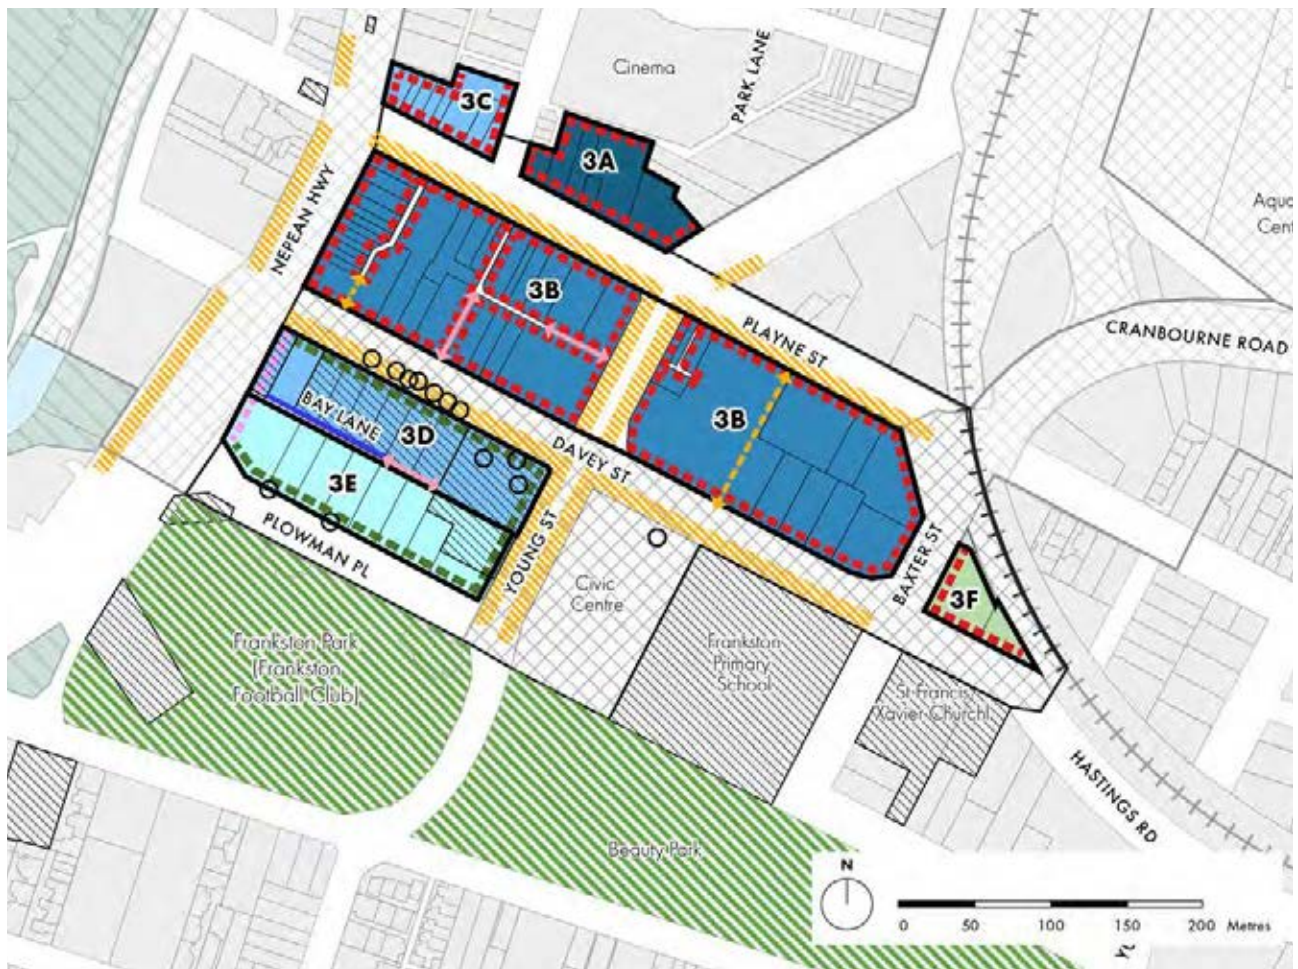 Cinema
PARK LANE
3C
3A
NEPEAN HWY
Aqua
Cent
3B
PLAYNE ST
CRANBOURNE ROAD
3B
BAY LANE
3D
DAVEY ST
3E
PLOWMAN PL
YOUNG ST
Civic
Centre
BAXTER ST
3F
Frankston Park
(Frankston
Football Club)
Frankston
Primary
School
St Francis
Xavier Church
HASTINGS RD
Beauty Park
N
0 50 100 150 200 Metres